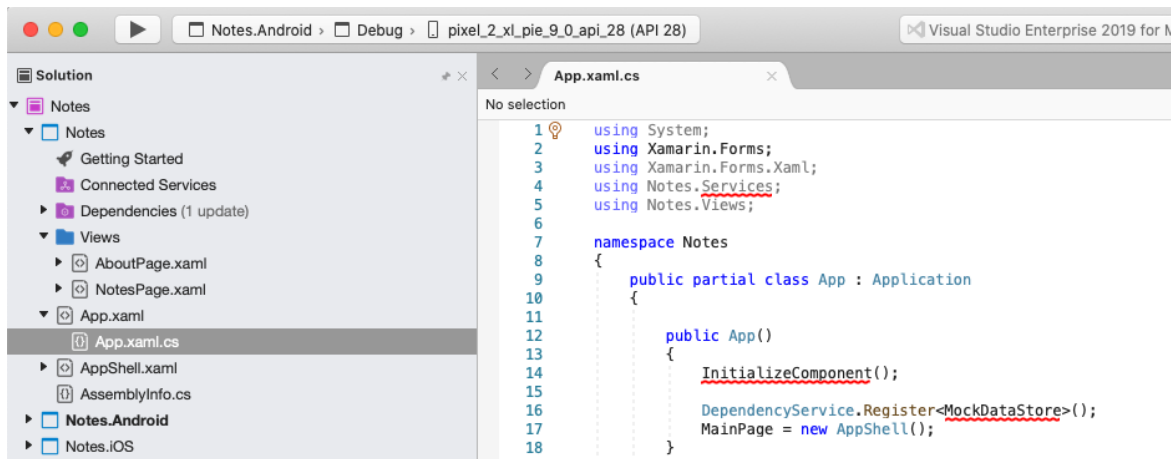 Notes.Android › Debug › pixel_2_xl_pie_9_0_api_28 (API 28)
Visual Studio Enterprise 2019 for M
Solution
App.xaml.cs
No selection
Notes
Notes
Getting Started
Connected Services
Dependencies (1 update)
Views
AboutPage.xaml
NotesPage.xaml
App.xaml
App.xaml.cs
AppShell.xaml
AssemblyInfo.cs
Notes.Android
Notes.iOS
1 using System;
2 using Xamarin.Forms;
3 using Xamarin.Forms.Xaml;
4 using Notes.Services;
5 using Notes.Views;
6
7 namespace Notes
8 {
9 public partial class App : Application
10 {
11
12 public App()
13 {
14 InitializeComponent();
15
16 DependencyService.Register<MockDataStore>();
17 MainPage = new AppShell();
18 }